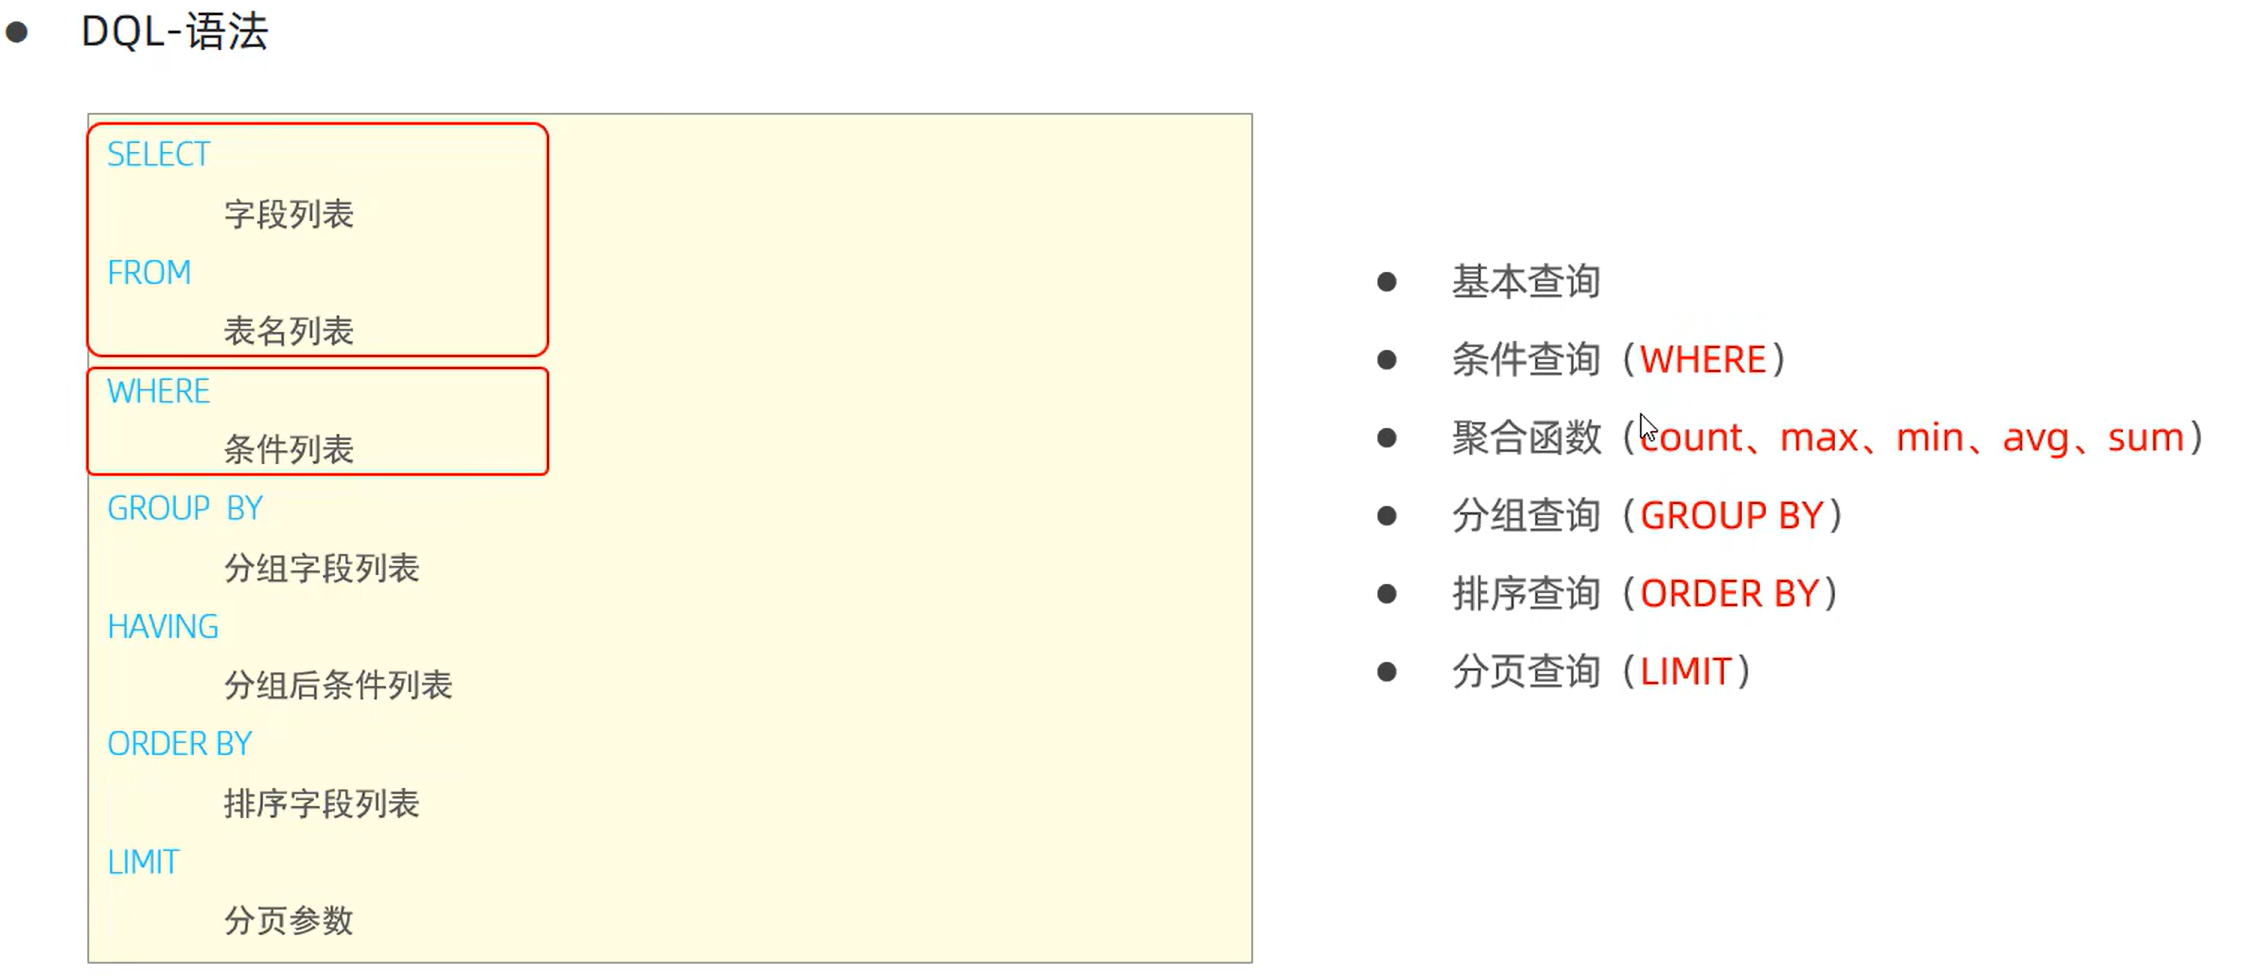 DQL-语法
SELECT
字段列表
FROM
表名列表
WHERE
条件列表
GROUP BY
分组字段列表
HAVING
分组后条件列表
ORDER BY
排序字段列表
LIMIT
分页参数
基本查询
条件查询（WHERE）
聚合函数（count、max、min、avg、sum）
分组查询（GROUP BY）
排序查询（ORDER BY）
分页查询（LIMIT）